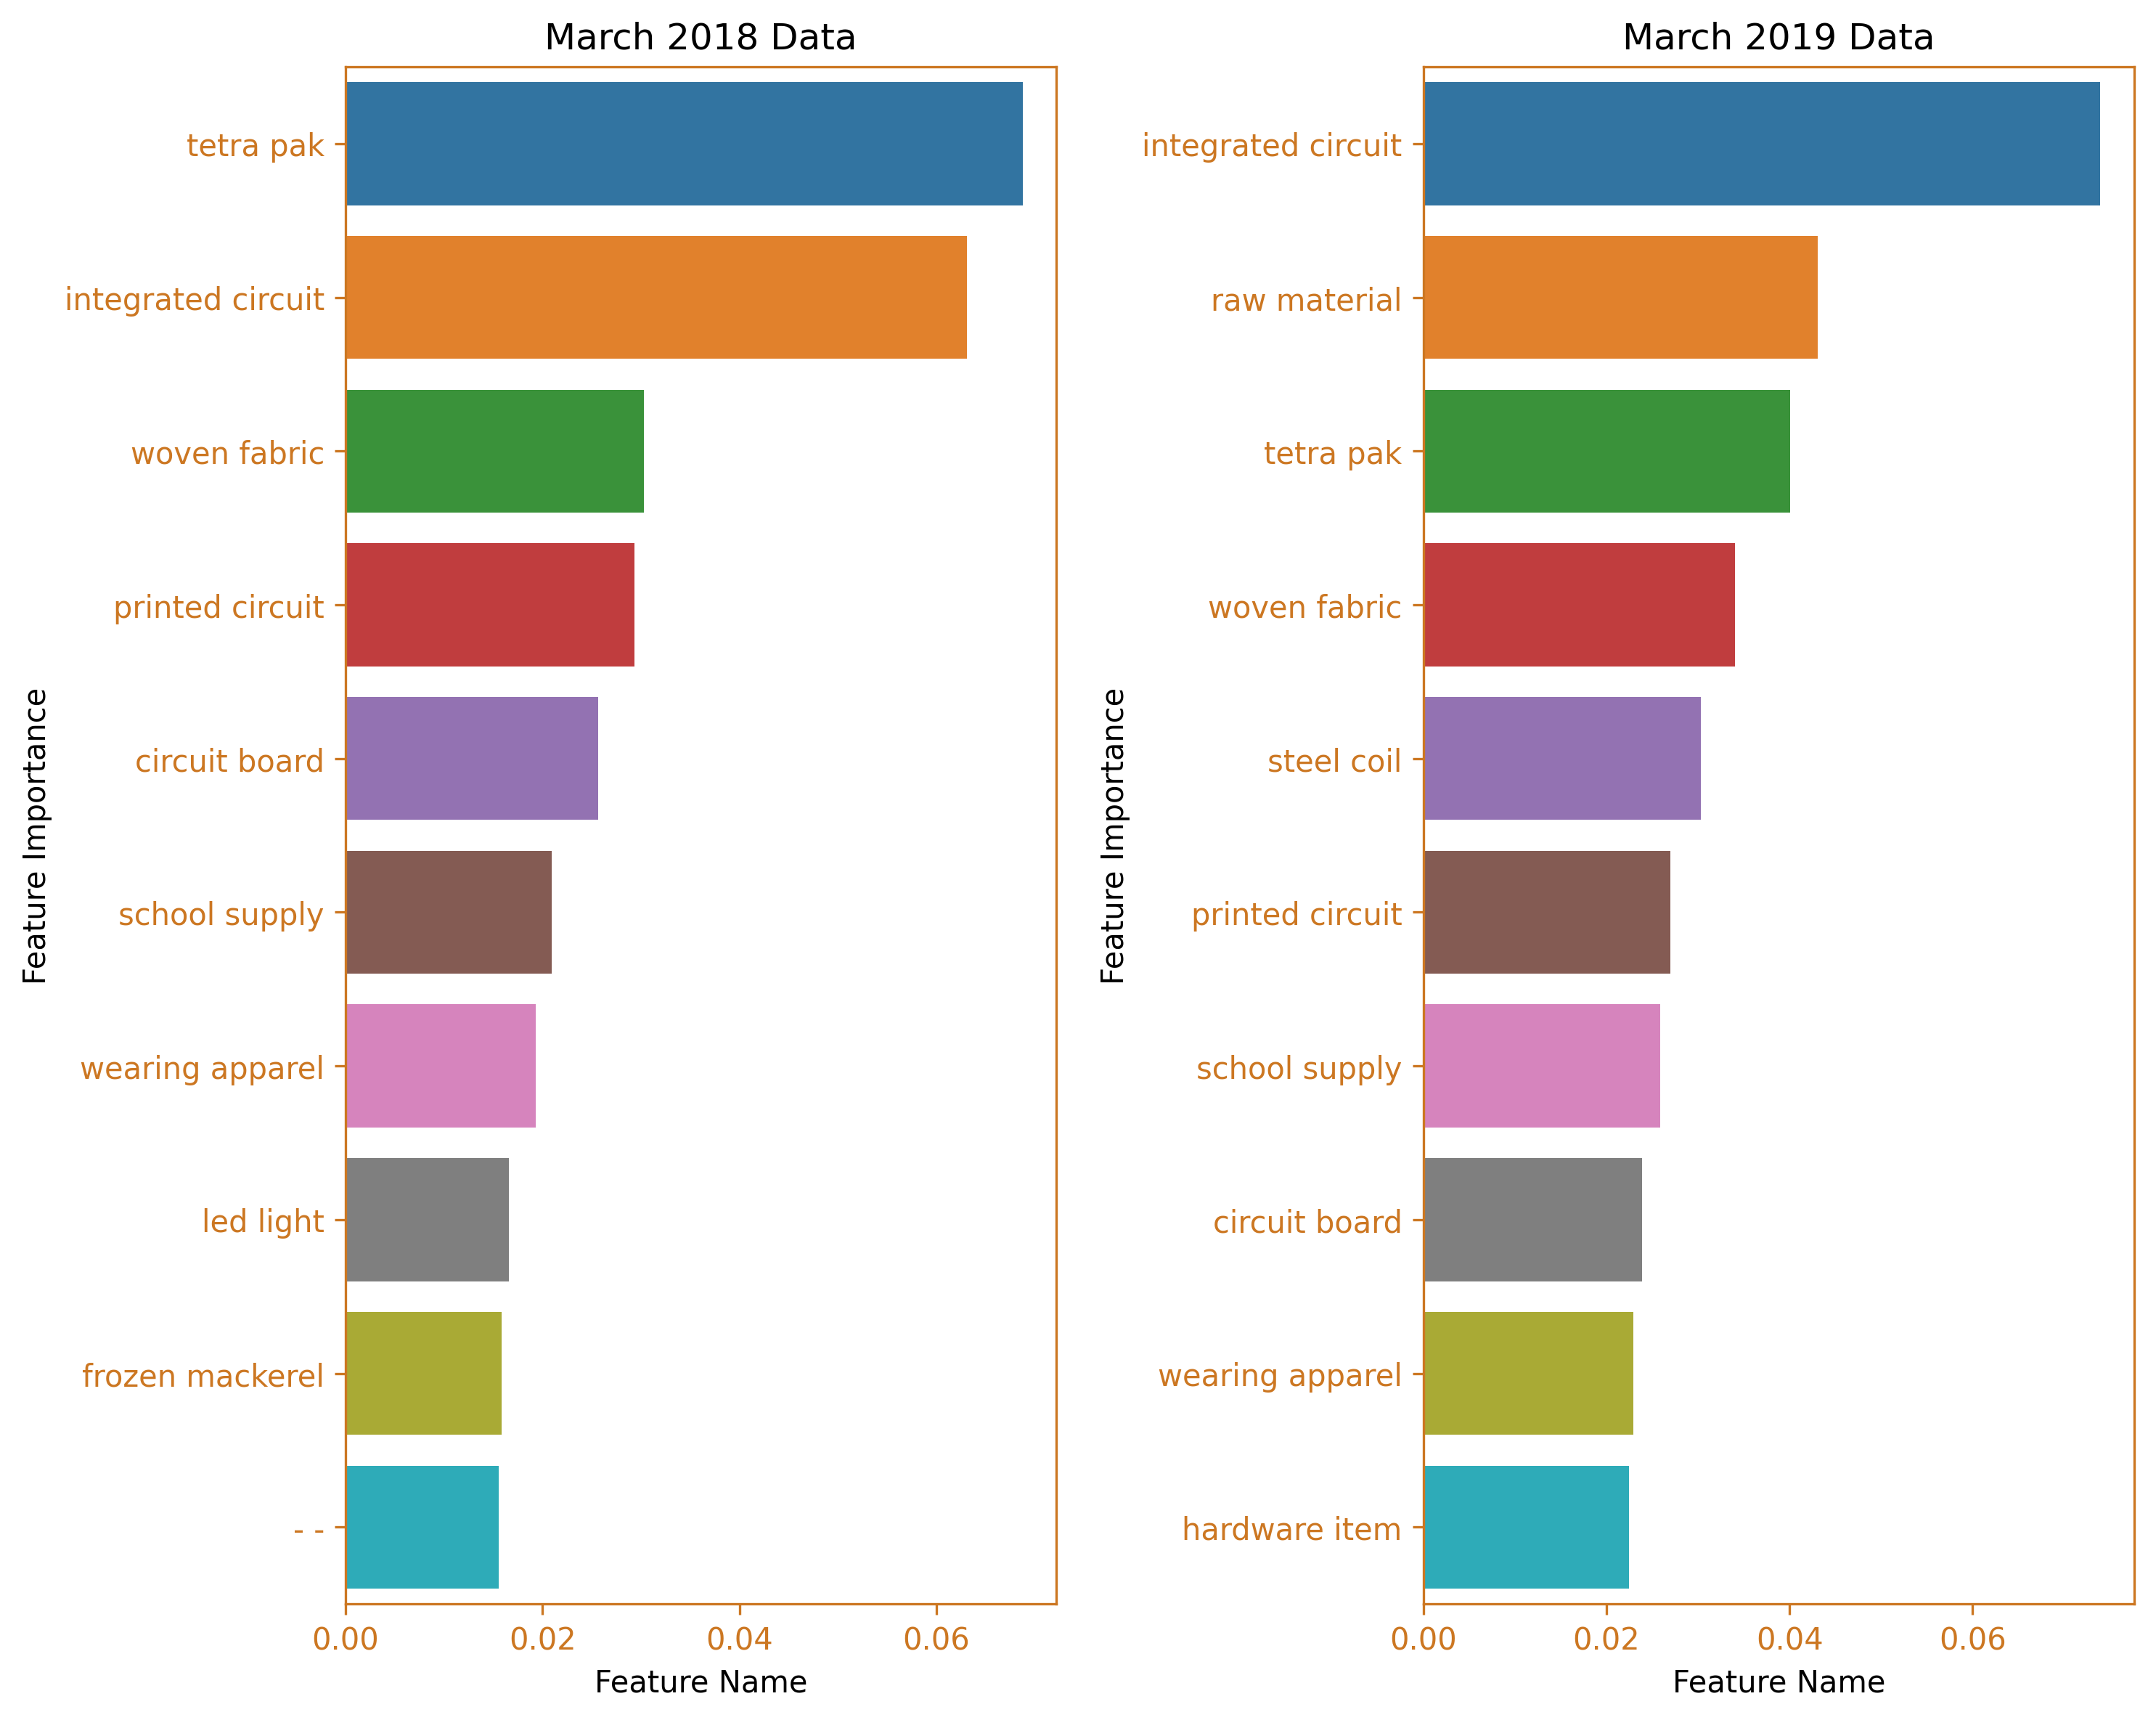 March 2018 Data
Feature Importance
tetra pak
integrated circuit
woven fabric
printed circuit
circuit board
school supply
wearing apparel
led light
frozen mackerel
- -
0.00 0.02 0.04 0.06
Feature Name
March 2019 Data
Feature Importance
integrated circuit
raw material
tetra pak
woven fabric
steel coil
printed circuit
school supply
circuit board
wearing apparel
hardware item
0.00 0.02 0.04 0.06
Feature Name